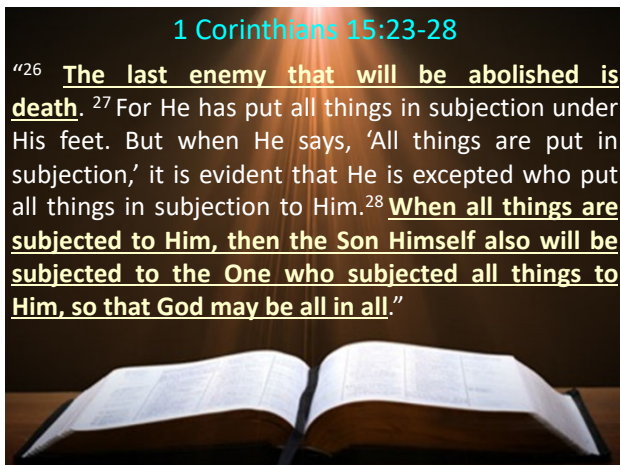 1 Corinthians 15:23-28
“26 The last enemy that will be abolished is
death. 27 For He has put all things in subjection under
His feet. But when He says, ‘All things are put in
subjection,’ it is evident that He is excepted who put
all things in subjection to Him.28 When all things are
subjected to Him, then the Son Himself also will be
subjected to the One who subjected all things to
Him, so that God may be all in all.”